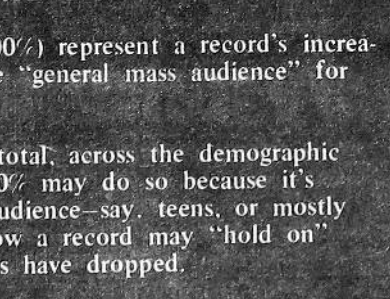 00%) represent a record's increa-
"general mass audience" for
total, across the demographic
0% may do so because it's
udience—say, teens, or mostly
ow a record may "hold on"
s have dropped.